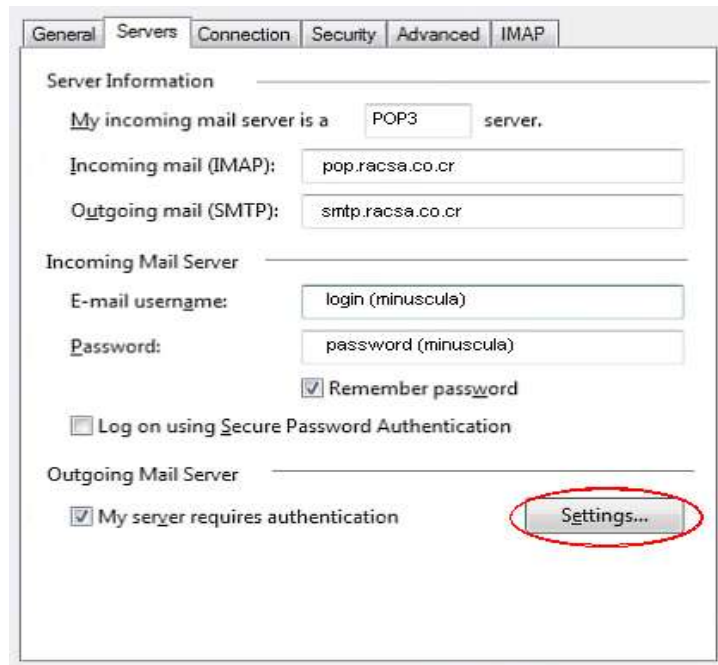 General Servers Connection Security Advanced IMAP
Server Information
My incoming mail server is a POP3 server.
Incoming mail (IMAP): pop.racsa.co.cr
Outgoing mail (SMTP): smtp.racsa.co.cr
Incoming Mail Server
E-mail username: login (minuscula)
Password: password (minuscula)
Remember password
Log on using Secure Password Authentication
Outgoing Mail Server
My server requires authentication Settings...